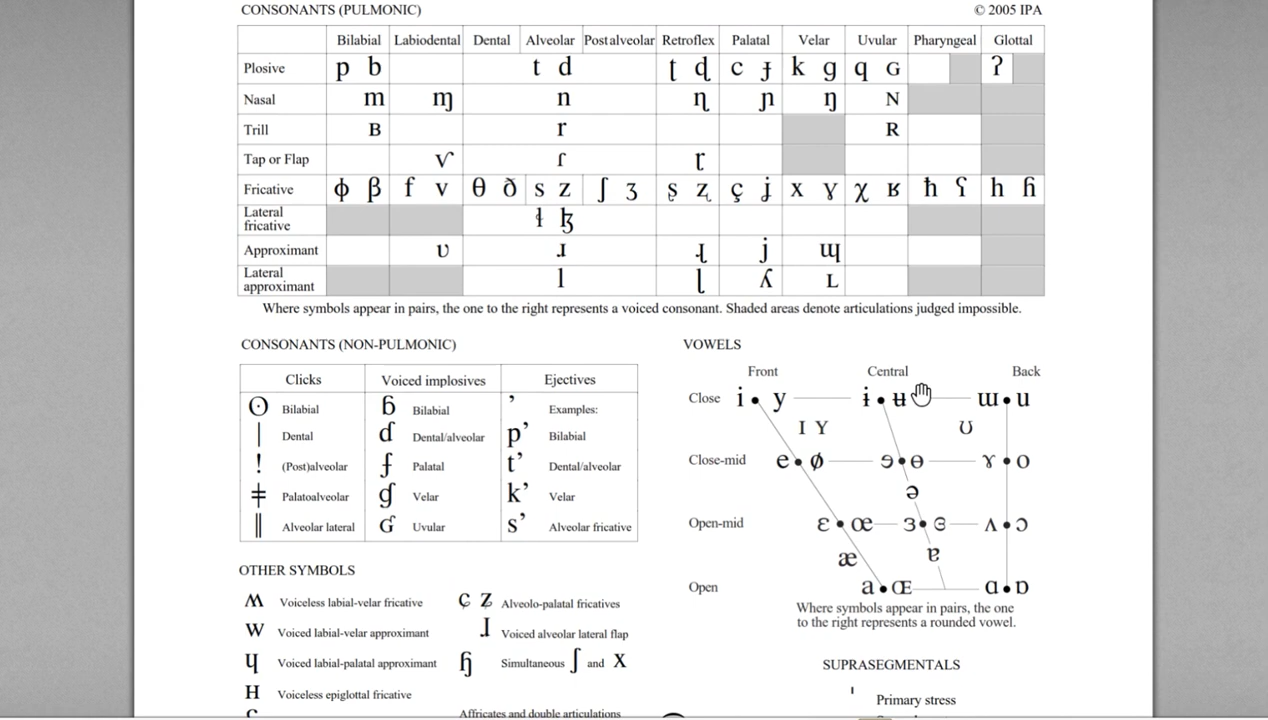 CONSONANTS (PULMONIC) © 2005 IPA
Bilabial Labiodental Dental Alveolar Postalveolar Retroflex Palatal Velar Uvular Pharyngeal Glottal
Plosive p b t d ʈ ɖ c ɟ k ɡ q ɢ ʔ
Nasal m ɱ n ɳ ɲ ŋ ɴ
Trill ʙ r ʀ
Tap or Flap ⱱ ɾ ɽ
Fricative ɸ β f v θ ð s z ʃ ʒ ʂ ʐ ç ʝ x ɣ χ ʁ ħ ʕ h ɦ
Lateral
fricative ɬ ɮ
Approximant ʋ ɹ ɻ j ɰ
Lateral
approximant l ɭ ʎ ʟ
Where symbols appear in pairs, the one to the right represents a voiced consonant. Shaded areas denote articulations judged impossible.
CONSONANTS (NON-PULMONIC)
Clicks Voiced implosives Ejectives
ʘ Bilabial ɓ Bilabial ʼ Examples:
ǀ Dental ɗ Dental/alveolar pʼ Bilabial
ǃ (Post)alveolar ʄ Palatal tʼ Dental/alveolar
ǂ Palatoalveolar ɠ Velar kʼ Velar
ǁ Alveolar lateral ʛ Uvular sʼ Alveolar fricative
VOWELS
Front Central Back
Close i y ɨ ʉ ɯ u
ɪ ʏ ʊ
Close-mid e ø ɘ ɵ ɤ o
ə
Open-mid ɛ œ ɜ ɞ ʌ ɔ
æ ɐ
Open a ɶ ɑ ɒ
Where symbols appear in pairs, the one
to the right represents a rounded vowel.
OTHER SYMBOLS
ʍ Voiceless labial-velar fricative ɕ ʑ Alveolo-palatal fricatives
w Voiced labial-velar approximant ɺ Voiced alveolar lateral flap
ɥ Voiced labial-palatal approximant ɧ Simultaneous ʃ and x
ʜ Voiceless epiglottal fricative
Affricates and double articulations
SUPRASEGMENTALS
ˈ Primary stress